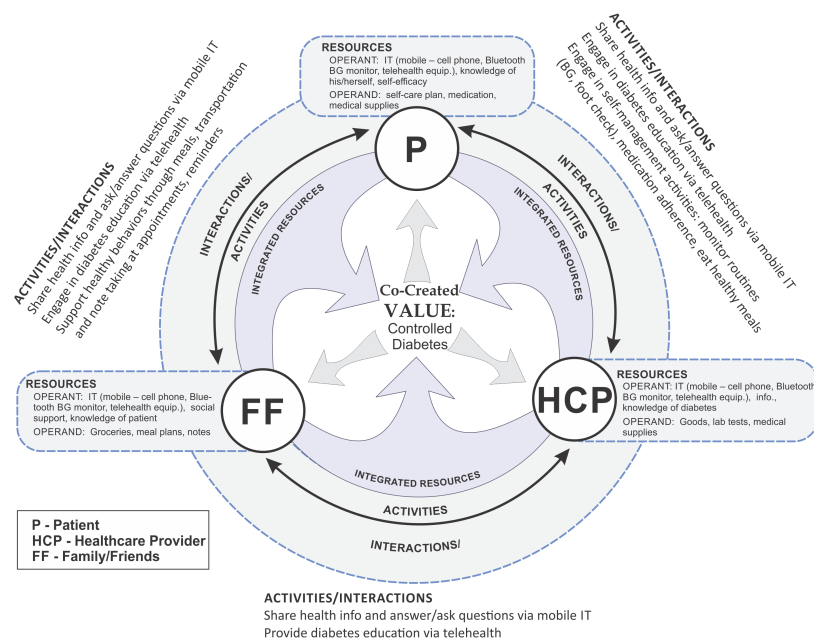 RESOURCES
OPERANT: IT (mobile – cell phone, Bluetooth
BG monitor, telehealth equip.), knowledge of
his/herself, self-efficacy
OPERAND: self-care plan, medication,
medical supplies
P
ACTIVITIES/INTERACTIONS
Share health info and ask/answer questions via mobile IT
Engage in diabetes education via telehealth
Support healthy behaviors through meals, transportation
and note taking at appointments, reminders
ACTIVITIES/INTERACTIONS
Share health info and ask/answer questions via mobile IT
Engage in diabetes education via telehealth
Engage in self-management activities: monitor routines
(BG, foot check), medication adherence, eat healthy meals
INTERACTIONS/
ACTIVITIES
INTEGRATED RESOURCES
INTERACTIONS/
ACTIVITIES
INTEGRATED RESOURCES
Co-Created
VALUE:
Controlled
Diabetes
RESOURCES
OPERANT: IT (mobile – cell phone, Blue-
tooth BG monitor, telehealth equip.), social
support, knowledge of patient
OPERAND: Groceries, meal plans, notes
FF
HCP
RESOURCES
OPERANT: IT (mobile – cell phone, Bluetooth
BG monitor, telehealth equip.), info.,
knowledge of diabetes
OPERAND: Goods, lab tests, medical
supplies
INTEGRATED RESOURCES
ACTIVITIES
INTERACTIONS/
P - Patient
HCP - Healthcare Provider
FF - Family/Friends
ACTIVITIES/INTERACTIONS
Share health info and answer/ask questions via mobile IT
Provide diabetes education via telehealth